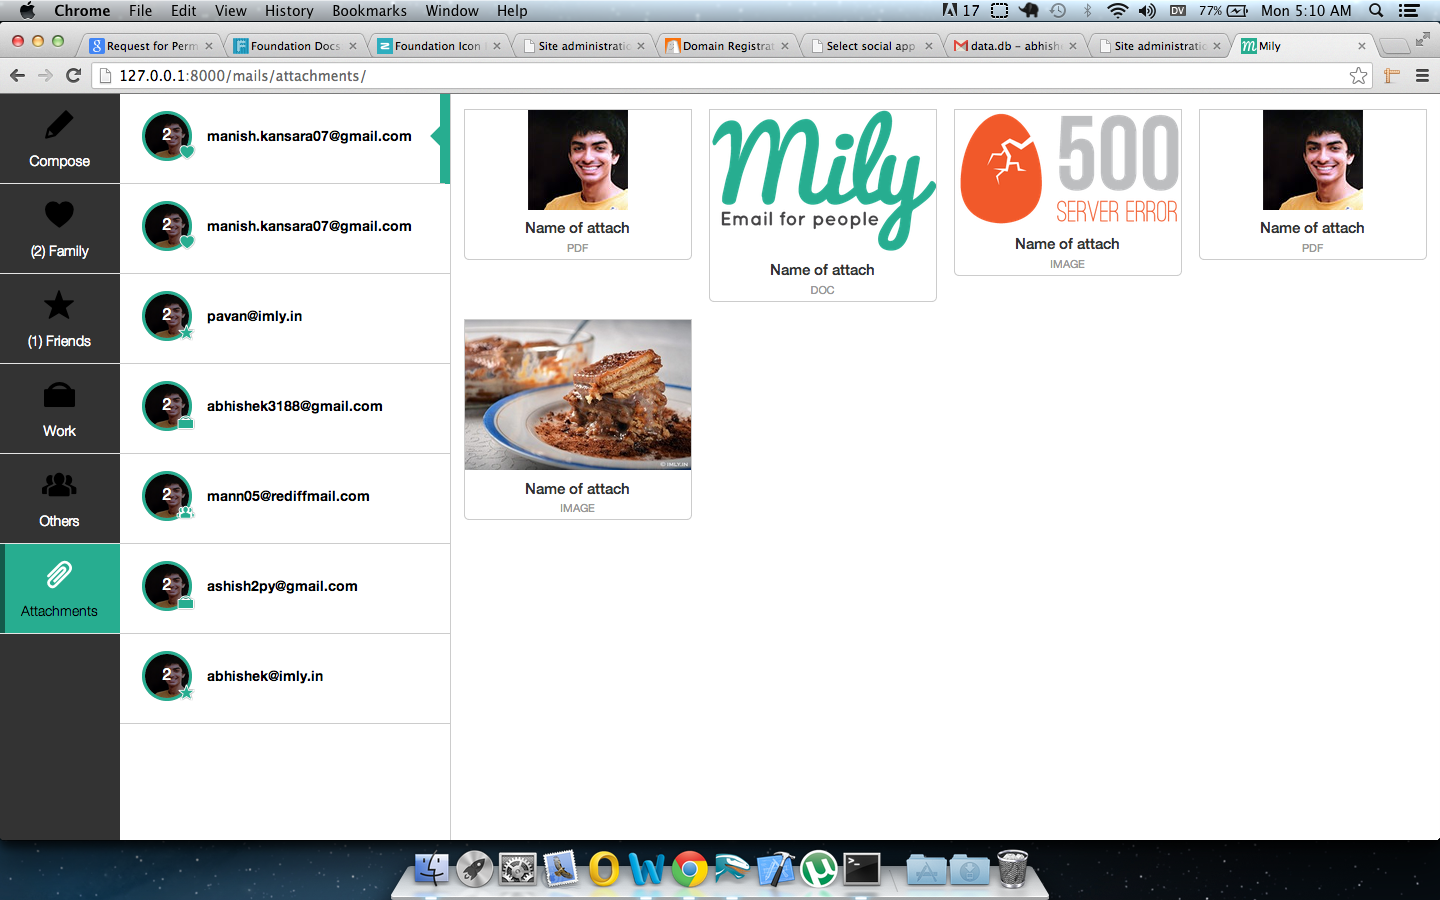 Chrome File Edit View History Bookmarks Window Help 17 DV 77% Mon 5:10 AM
Request for Perm Foundation Docs Foundation Icon Site administratio Domain Registrat Select social app data.db – abhish Site administratio Mily
127.0.0.1:8000/mails/attachments/
Compose
(2) Family
(1) Friends
Work
Others
Attachments
2 manish.kansara07@gmail.com
2 manish.kansara07@gmail.com
2 pavan@imly.in
2 abhishek3188@gmail.com
2 mann05@rediffmail.com
2 ashish2py@gmail.com
2 abhishek@imly.in
Name of attach
PDF
Mily
Email for people
Name of attach
DOC
500
SERVER ERROR
Name of attach
IMAGE
Name of attach
PDF
© IMLY.IN
Name of attach
IMAGE